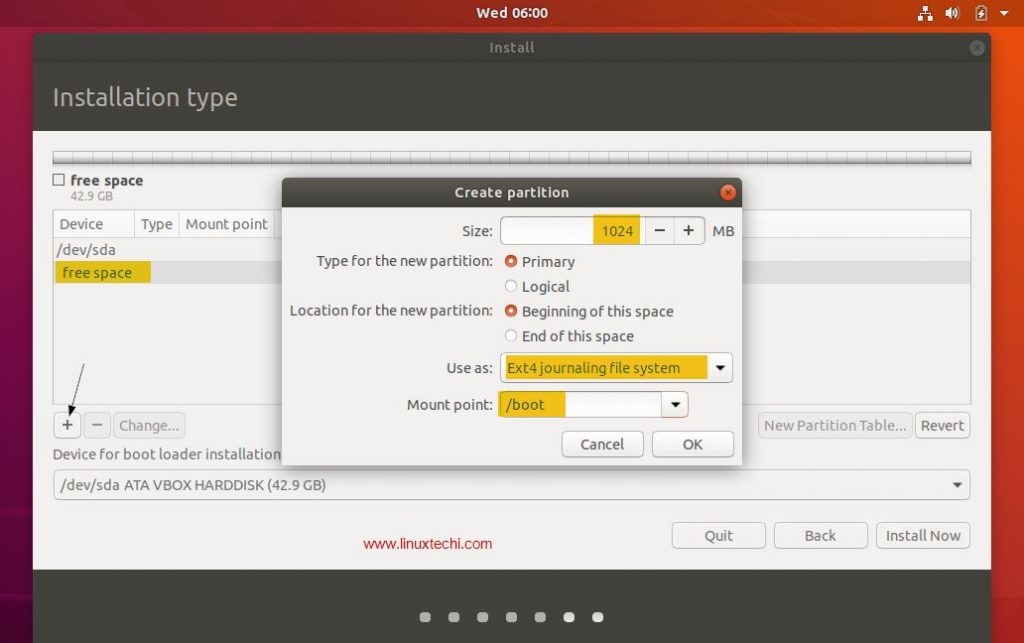 Wed 06:00
Install
Installation type
free space
42.9 GB
Device Type Mount point
/dev/sda
free space
Create partition
Size: 1024 − + MB
Type for the new partition: Primary
Logical
Location for the new partition: Beginning of this space
End of this space
Use as: Ext4 journaling file system
Mount point: /boot
Cancel OK
+ − Change... New Partition Table... Revert
Device for boot loader installation
/dev/sda ATA VBOX HARDDISK (42.9 GB)
www.linuxtechi.com
Quit Back Install Now